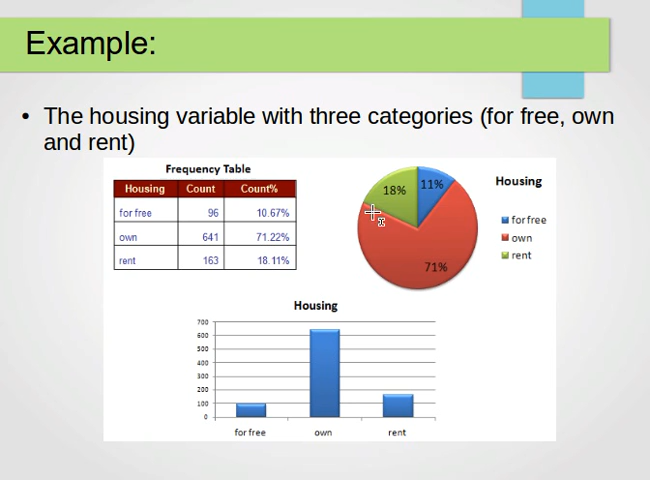 Example:
• The housing variable with three categories (for free, own
and rent)
Frequency Table
Housing Count Count%
for free 96 10.67%
own 641 71.22%
rent 163 18.11%
18% 11%
71%
Housing
for free
own
rent
Housing
700
600
500
400
300
200
100
0
for free own rent